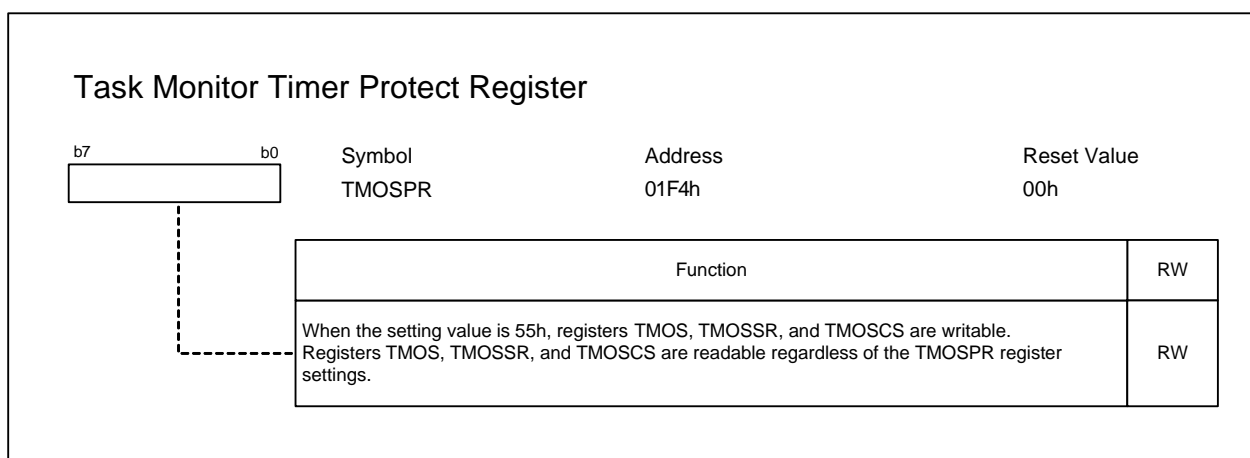 Task Monitor Timer Protect Register
b7 b0 Symbol Address Reset Value
TMOSPR 01F4h 00h
Function RW
When the setting value is 55h, registers TMOS, TMOSSR, and TMOSCS are writable.
Registers TMOS, TMOSSR, and TMOSCS are readable regardless of the TMOSPR register
settings.
RW